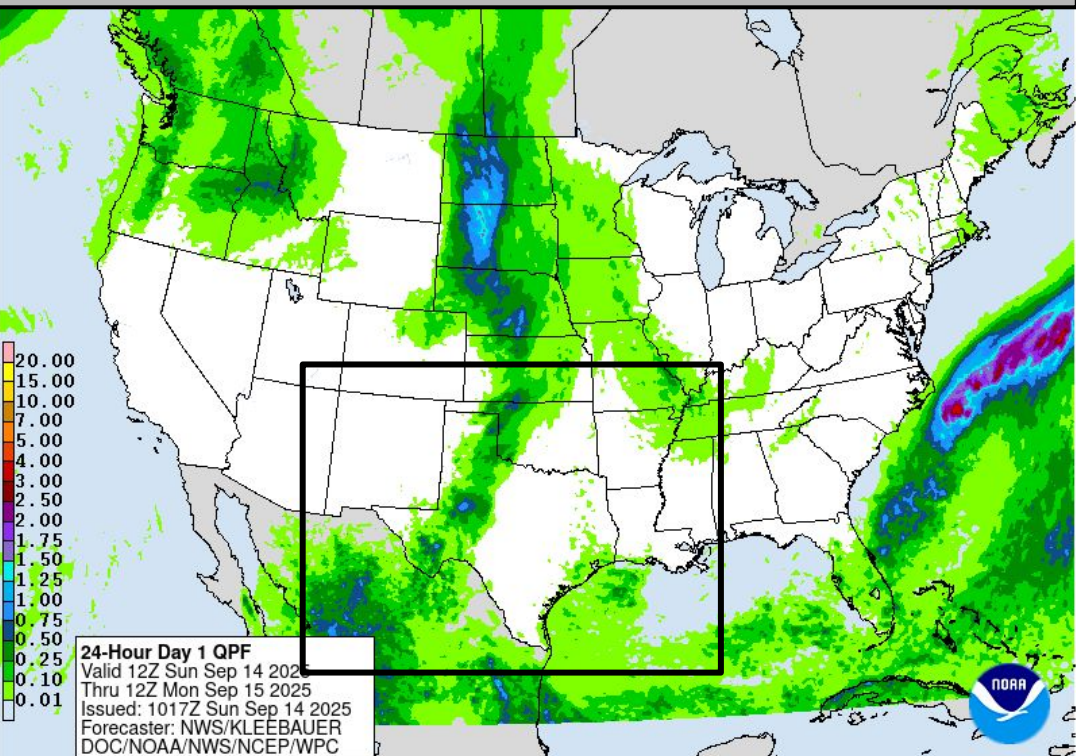 20.00
15.00
10.00
7.00
5.00
4.00
3.00
2.50
2.00
1.75
1.50
1.25
1.00
0.75
0.50
0.25
0.10
0.01
24-Hour Day 1 QPF
Valid 12Z Sun Sep 14 2025
Thru 12Z Mon Sep 15 2025
Issued: 1017Z Sun Sep 14 2025
Forecaster: NWS/KLEEBAUER
DOC/NOAA/NWS/NCEP/WPC
NOAA